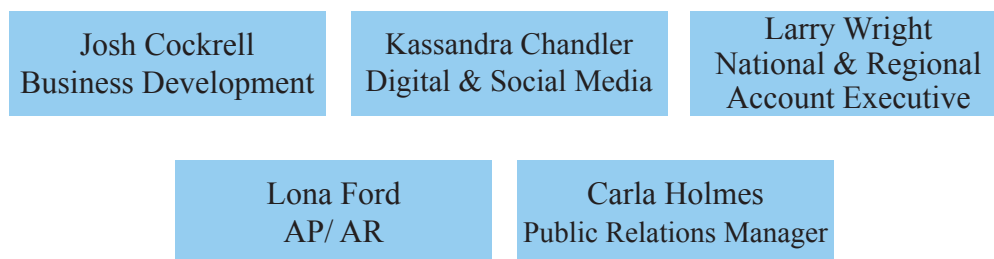 Josh Cockrell
Business Development
Kassandra Chandler
Digital & Social Media
Larry Wright
National & Regional
Account Executive
Lona Ford
AP/ AR
Carla Holmes
Public Relations Manager